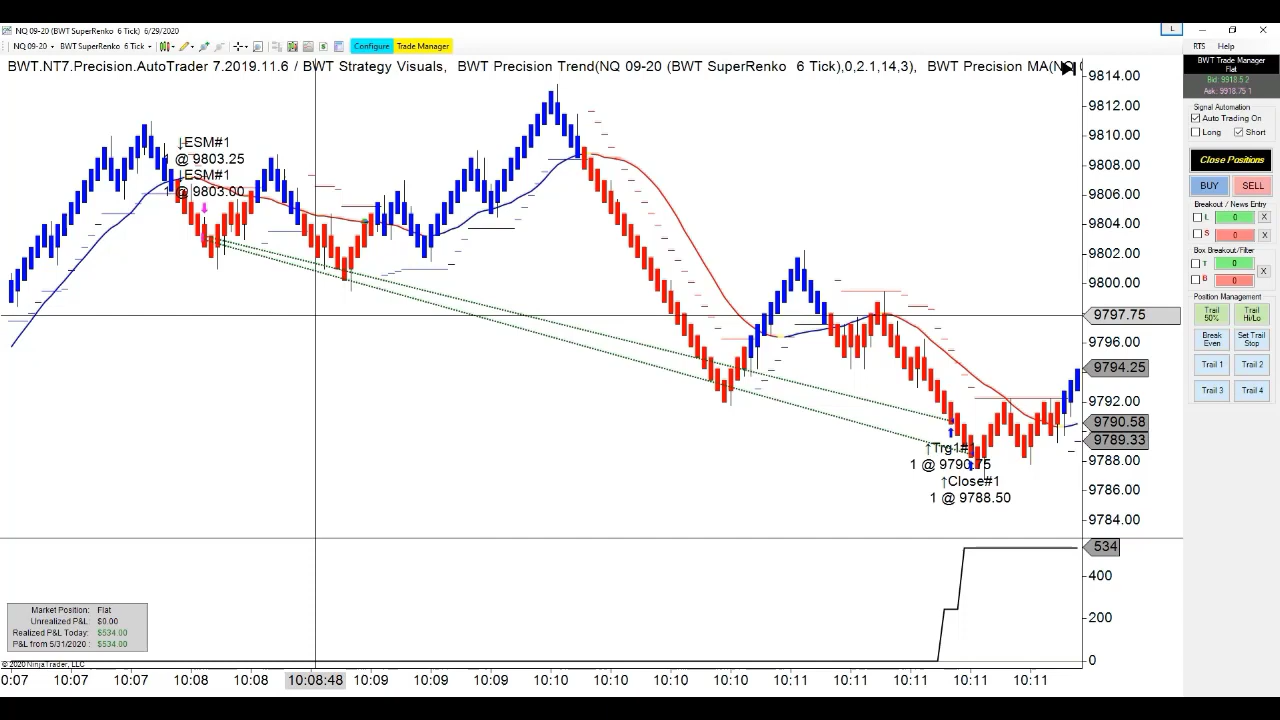 NQ 09-20 (BWT SuperRenko 6 Tick) 6/29/2020
L
NQ 09-20 BWT SuperRenko 6 Tick) Configure Trade Manager
RTS Help
BWT.NT7.Precision.AutoTrader 7.2019.11.6 / BWT Strategy Visuals, BWT Precision Trend(NQ 09-20 (BWT SuperRenko 6 Tick),0,2.1,14,3), BWT Precision MA(NQ
BWT Trade Manager
Flat
Bid: 9918.5 2
Ask: 9918.75 1
Signal Automation
Auto Trading On
Long Short
Close Positions
BUY SELL
Breakout / News Entry
L 0 X
S 0 X
Box Breakout/Filter
T 0
X
B 0
Position Management
Trail 50%
Trail Hi/Lo
Break Even
Set Trail Stop
Trail 1 Trail 2
Trail 3 Trail 4
↓ESM#1
1 @ 9803.25
↓ESM#1
1 @ 9803.00
↑Trg1#1
1 @ 9790.75
↑Close#1
1 @ 9788.50
9814.00
9812.00
9810.00
9808.00
9806.00
9804.00
9802.00
9800.00
9797.75
9796.00
9794.25
9792.00
9790.58
9789.33
9788.00
9786.00
9784.00
534
400
200
0
Market Position: Flat
Unrealized P&L: $0.00
Realized P&L Today: $534.00
P&L from 5/31/2020 : $534.00
© 2020 NinjaTrader, LLC
0:07 10:07 10:07 10:08 10:08 10:08:48 10:09 10:09 10:09 10:10 10:10 10:10 10:11 10:11 10:11 10:11 10:11